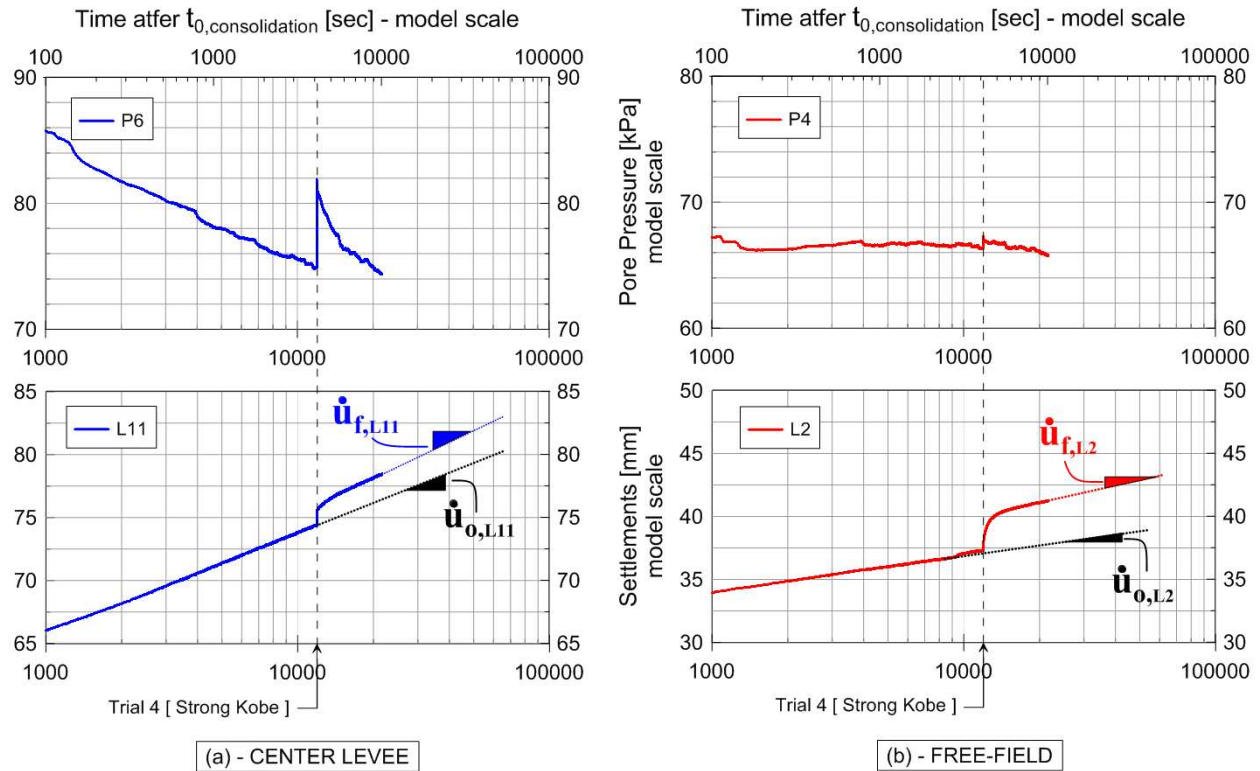 Time atfer t0,consolidation [sec] - model scale
100 1000 10000 100000
90 90
P6
80 80
70 70
1000 10000 100000
85 85
L11
u̇f,L11
80 80
u̇o,L11
75 75
70 70
65 65
1000 10000 100000
Trial 4 [ Strong Kobe ]
(a) - CENTER LEVEE
Time atfer t0,consolidation [sec] - model scale
100 1000 10000 100000
80 80
P4
Pore Pressure [kPa]
model scale
70 70
60 60
1000 10000 100000
50 50
L2
u̇f,L2
45 45
Settlements [mm]
model scale
40 40
u̇o,L2
35 35
30 30
1000 10000 100000
Trial 4 [ Strong Kobe ]
(b) - FREE-FIELD